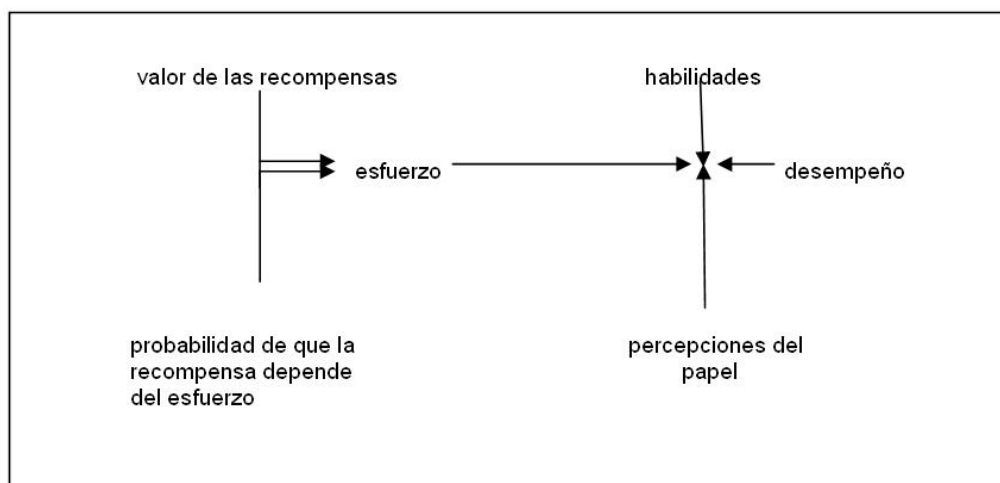 valor de las recompensas
habilidades
esfuerzo
desempeño
probabilidad de que la
recompensa depende
del esfuerzo
percepciones del
papel